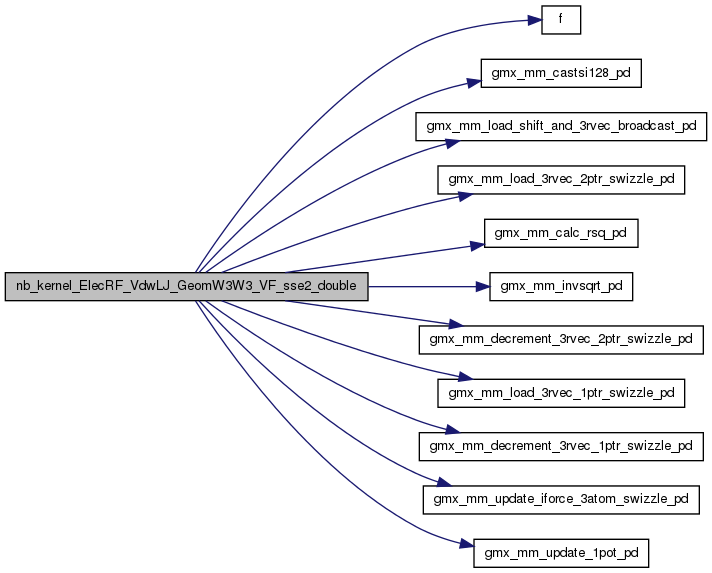 f
gmx_mm_castsi128_pd
gmx_mm_load_shift_and_3rvec_broadcast_pd
gmx_mm_load_3rvec_2ptr_swizzle_pd
gmx_mm_calc_rsq_pd
nb_kernel_ElecRF_VdwLJ_GeomW3W3_VF_sse2_double
gmx_mm_invsqrt_pd
gmx_mm_decrement_3rvec_2ptr_swizzle_pd
gmx_mm_load_3rvec_1ptr_swizzle_pd
gmx_mm_decrement_3rvec_1ptr_swizzle_pd
gmx_mm_update_iforce_3atom_swizzle_pd
gmx_mm_update_1pot_pd